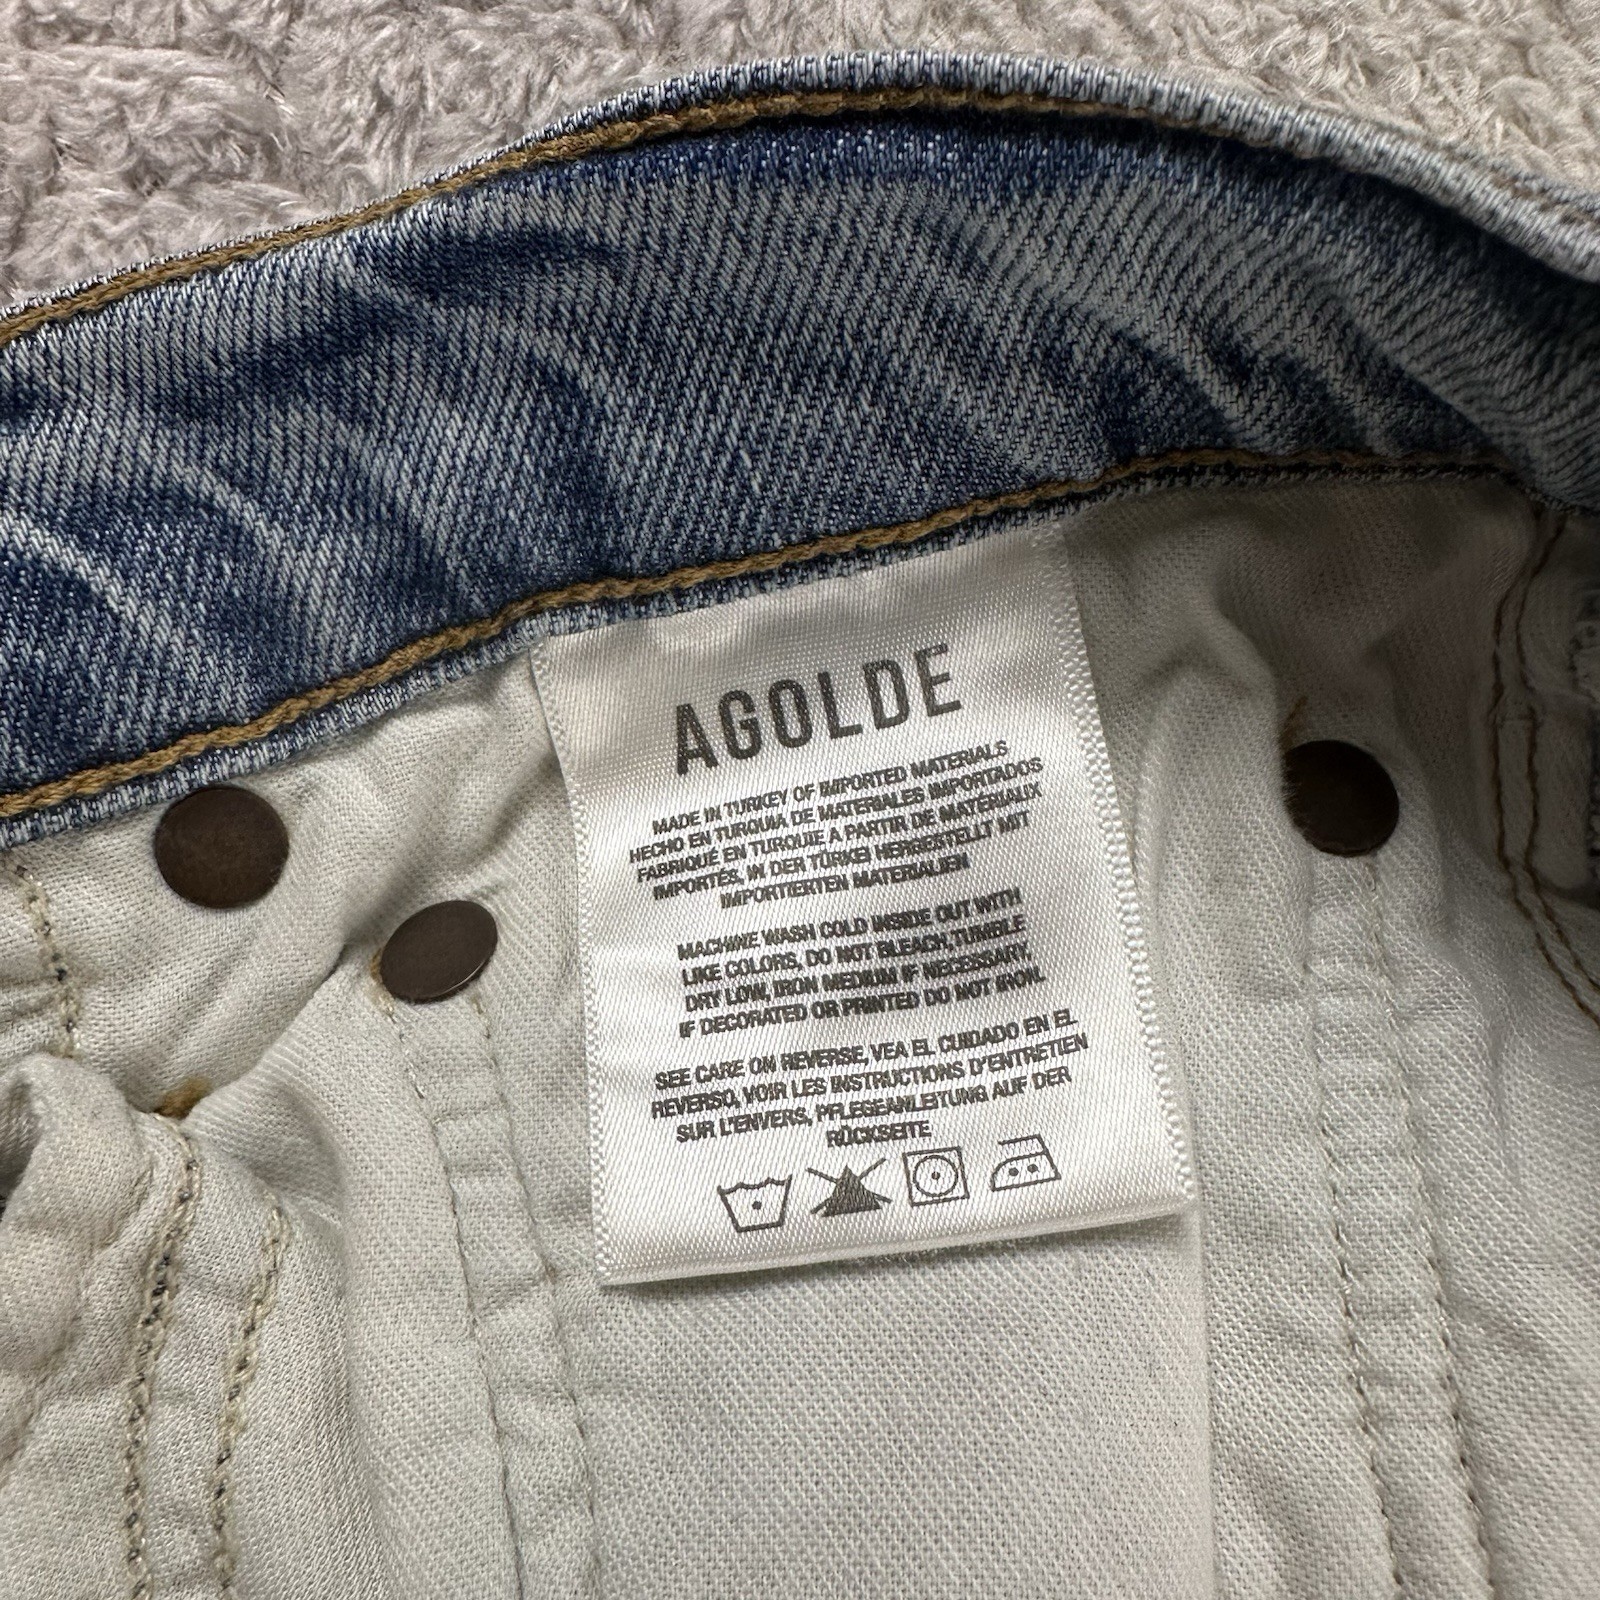 AGOLDE
MADE IN TURKEY OF IMPORTED MATERIALS
HECHO EN TURQUIA DE MATERIALES IMPORTADOS
FABRIQUÉ EN TURQUIE A PARTIR DE MATERIAUX
IMPORTÉS, IN DER TÜRKEI HERGESTELLT MIT
IMPORTIERTEN MATERIALIEN
MACHINE WASH COLD INSIDE OUT WITH
LIKE COLORS, DO NOT BLEACH, TUMBLE
DRY LOW, IRON MEDIUM IF NECESSARY,
IF DECORATED OR PRINTED DO NOT IRON.
SEE CARE ON REVERSE, VEA EL CUIDADO EN EL
REVERSO, VOIR LES INSTRUCTIONS D'ENTRETIEN
SUR L'ENVERS, PFLEGEANLEITUNG AUF DER
RÜCKSEITE